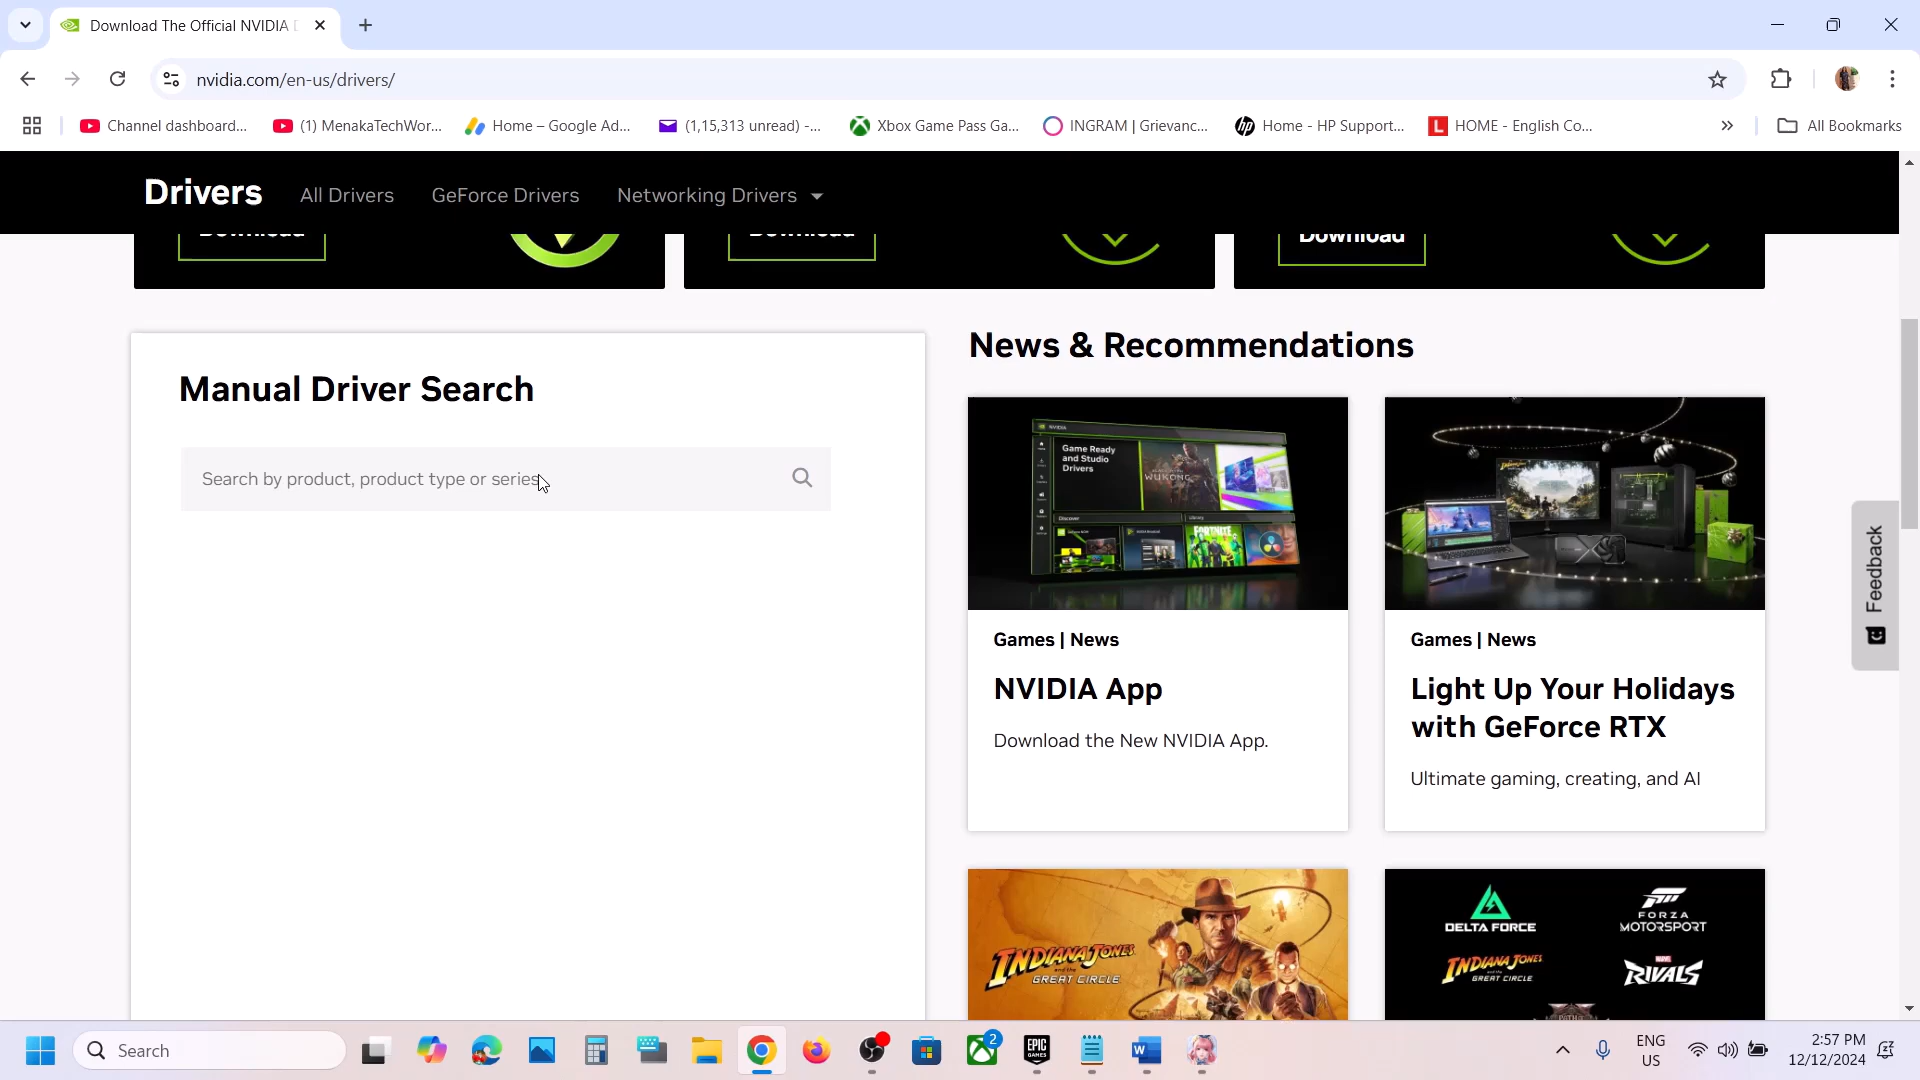 Download The Official NVIDIA D
nvidia.com/en-us/drivers/
Channel dashboard...
(1) MenakaTechWor...
Home – Google Ad...
(1,15,313 unread) -...
Xbox Game Pass Ga...
INGRAM | Grievanc...
Home - HP Support...
HOME - English Co...
All Bookmarks
Drivers
All Drivers
GeForce Drivers
Networking Drivers
Download
Download
Download
Manual Driver Search
Search by product, product type or series
News & Recommendations
NVIDIA
Game Ready
and Studio
Drivers
WUKONG
Discover
Library
FORTNITE
Games | News
NVIDIA App
Download the New NVIDIA App.
Games | News
Light Up Your Holidays
with GeForce RTX
Ultimate gaming, creating, and AI
INDIANA JONES
AND THE
GREAT CIRCLE
DELTA FORCE
FORZA
MOTORSPORT
INDIANA JONES
GREAT CIRCLE
MARVEL
RIVALS
Feedback
Search
2
EPIC
GAMES
ENG
US
2:57 PM
12/12/2024